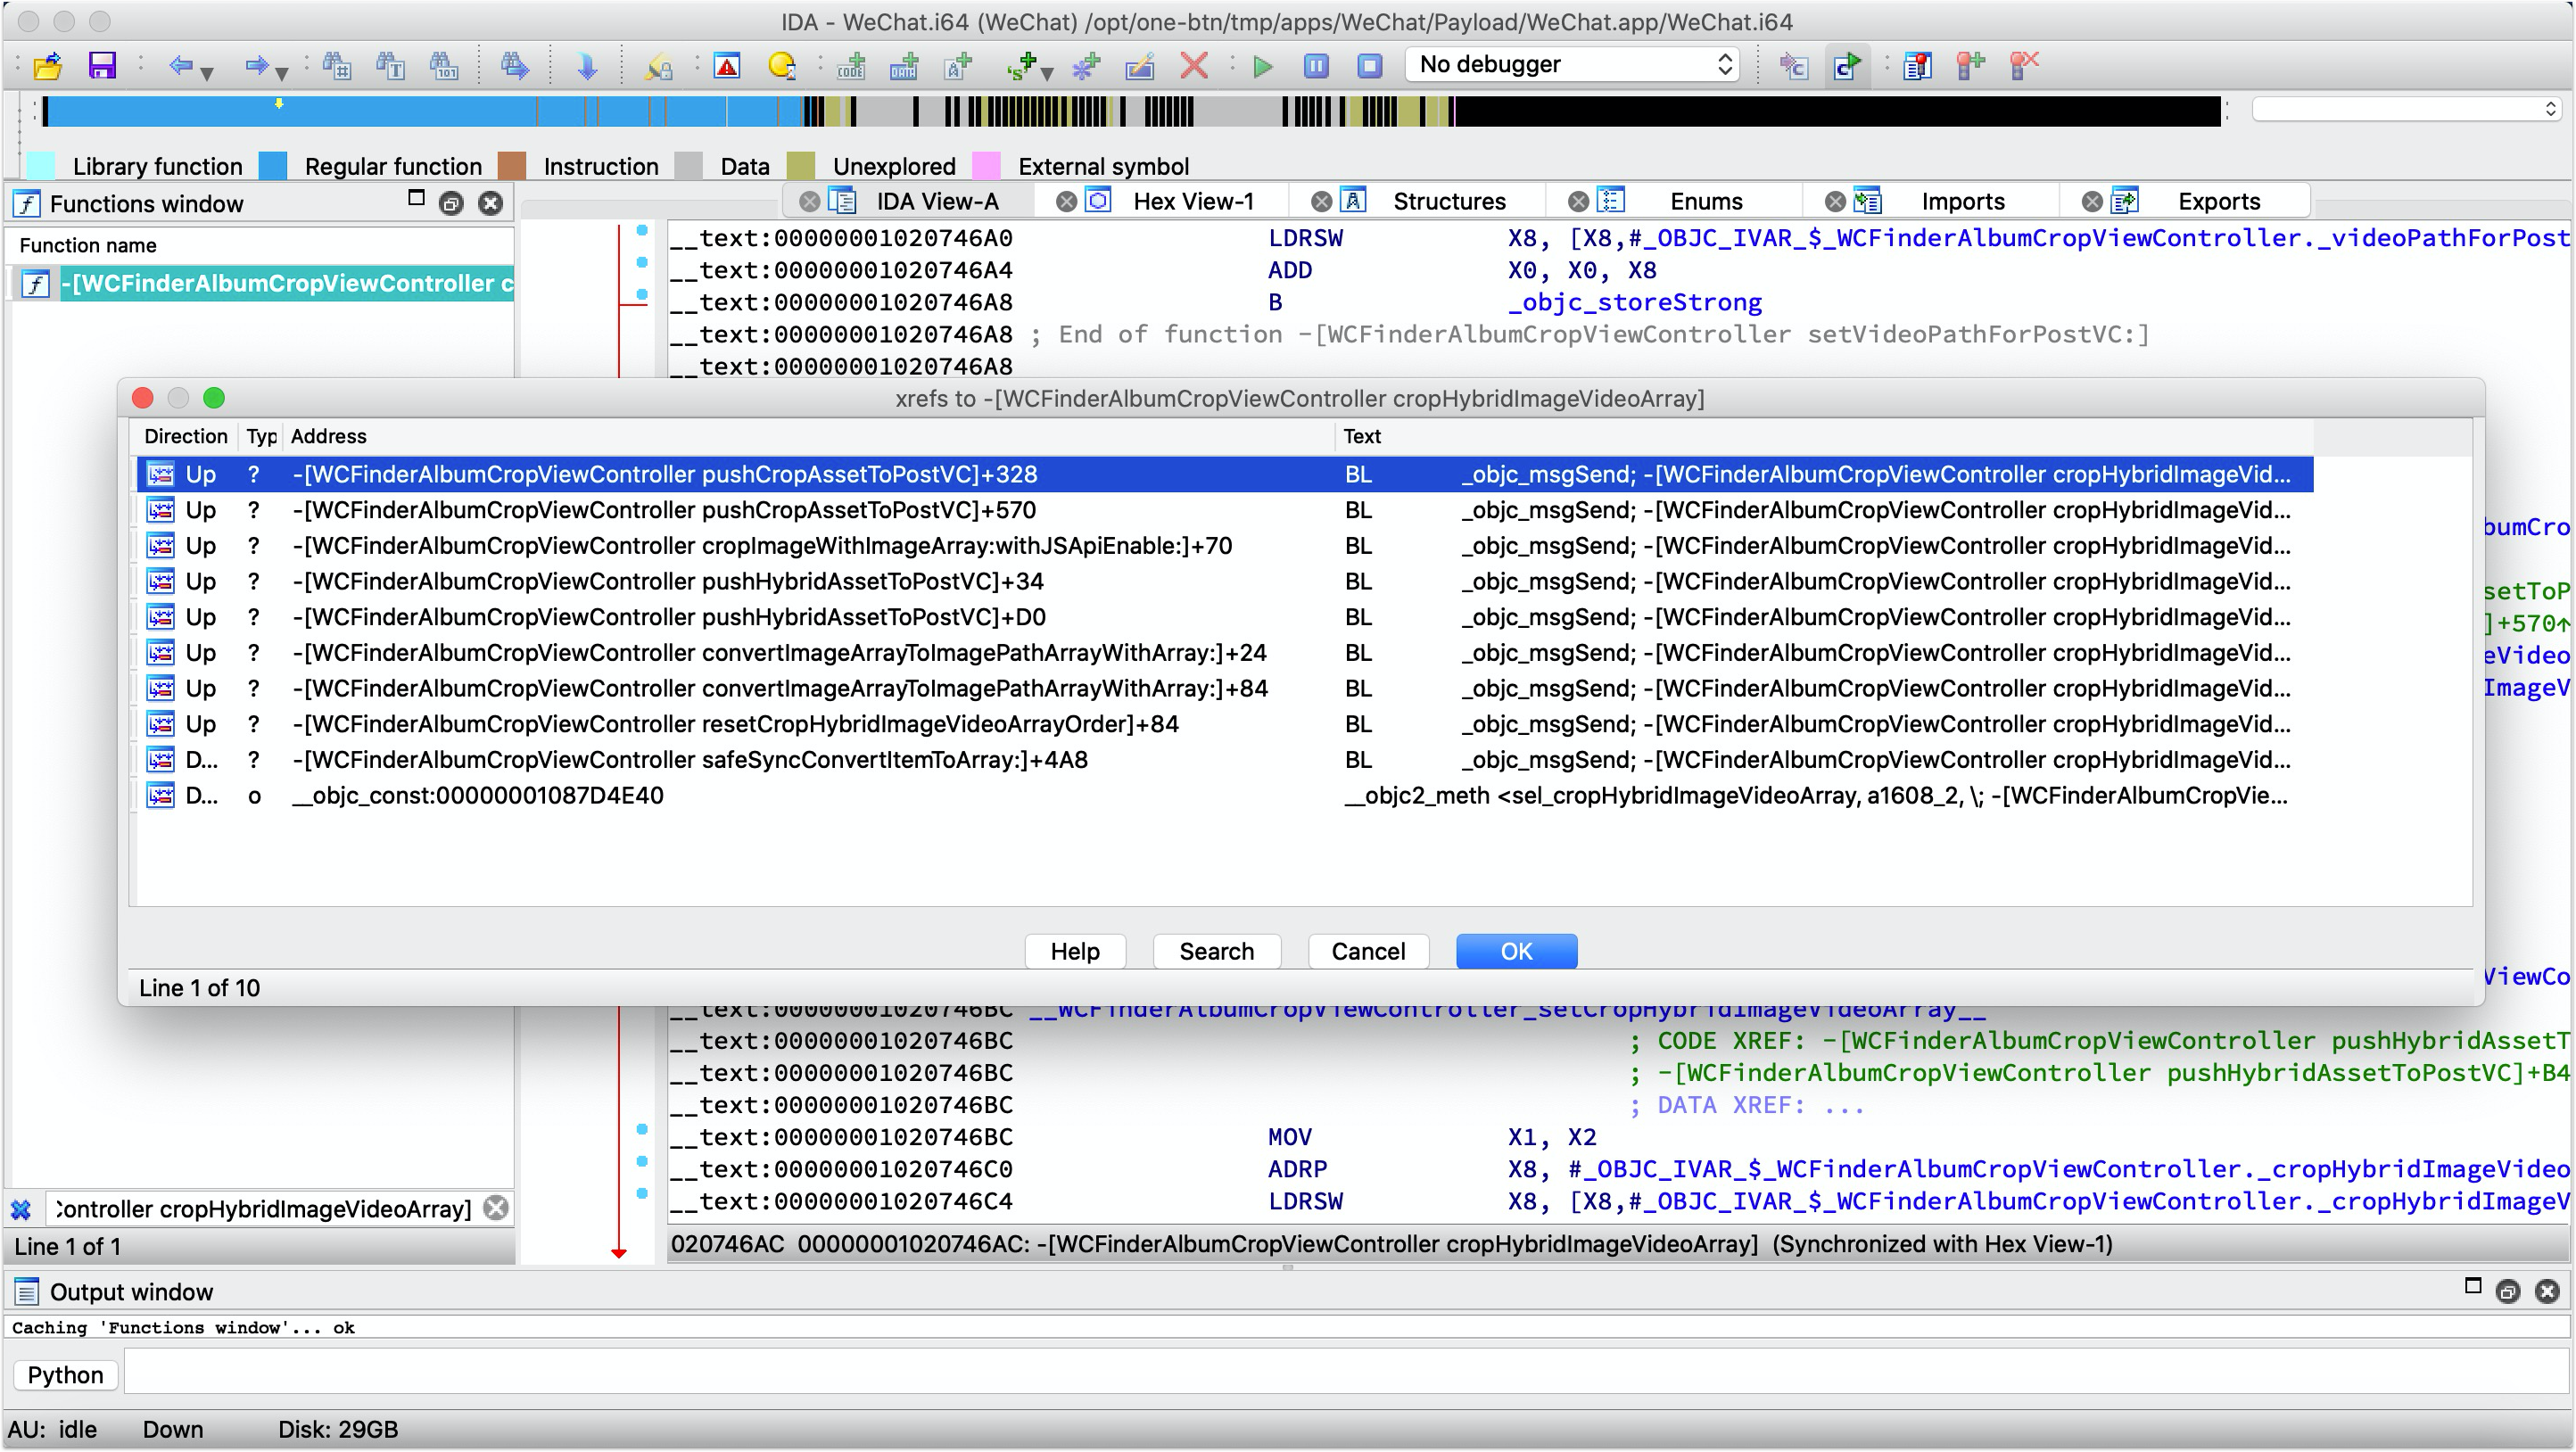 IDA - WeChat.i64 (WeChat) /opt/one-btn/tmp/apps/WeChat/Payload/WeChat.app/WeChat.i64
No debugger
Library function Regular function Instruction Data Unexplored External symbol
Functions window
IDA View-A Hex View-1 Structures Enums Imports Exports
Function name
-[WCFinderAlbumCropViewController c
__text:00000001020746A0 LDRSW X8, [X8,#_OBJC_IVAR_$_WCFinderAlbumCropViewController._videoPathForPost
__text:00000001020746A4 ADD X0, X0, X8
__text:00000001020746A8 B _objc_storeStrong
__text:00000001020746A8 ; End of function -[WCFinderAlbumCropViewController setVideoPathForPostVC:]
__text:00000001020746A8
xrefs to -[WCFinderAlbumCropViewController cropHybridImageVideoArray]
Direction Typ Address Text
Up ? -[WCFinderAlbumCropViewController pushCropAssetToPostVC]+328 BL _objc_msgSend; -[WCFinderAlbumCropViewController cropHybridImageVid...
Up ? -[WCFinderAlbumCropViewController pushCropAssetToPostVC]+570 BL _objc_msgSend; -[WCFinderAlbumCropViewController cropHybridImageVid...
Up ? -[WCFinderAlbumCropViewController cropImageWithImageArray:withJSApiEnable:]+70 BL _objc_msgSend; -[WCFinderAlbumCropViewController cropHybridImageVid...
Up ? -[WCFinderAlbumCropViewController pushHybridAssetToPostVC]+34 BL _objc_msgSend; -[WCFinderAlbumCropViewController cropHybridImageVid...
Up ? -[WCFinderAlbumCropViewController pushHybridAssetToPostVC]+D0 BL _objc_msgSend; -[WCFinderAlbumCropViewController cropHybridImageVid...
Up ? -[WCFinderAlbumCropViewController convertImageArrayToImagePathArrayWithArray:]+24 BL _objc_msgSend; -[WCFinderAlbumCropViewController cropHybridImageVid...
Up ? -[WCFinderAlbumCropViewController convertImageArrayToImagePathArrayWithArray:]+84 BL _objc_msgSend; -[WCFinderAlbumCropViewController cropHybridImageVid...
Up ? -[WCFinderAlbumCropViewController resetCropHybridImageVideoArrayOrder]+84 BL _objc_msgSend; -[WCFinderAlbumCropViewController cropHybridImageVid...
D... ? -[WCFinderAlbumCropViewController safeSyncConvertItemToArray:]+4A8 BL _objc_msgSend; -[WCFinderAlbumCropViewController cropHybridImageVid...
D... o __objc_const:00000001087D4E40 __objc2_meth <sel_cropHybridImageVideoArray, a1608_2, \; -[WCFinderAlbumCropVie...
Help Search Cancel OK
Line 1 of 10
bumCro
setToP
]+570↑
eVideo
ImageV
ViewCo
__text:00000001020746BC __WCFinderAlbumCropViewController_setCropHybridImageVideoArray__
__text:00000001020746BC ; CODE XREF: -[WCFinderAlbumCropViewController pushHybridAssetT
__text:00000001020746BC ; -[WCFinderAlbumCropViewController pushHybridAssetToPostVC]+B4
__text:00000001020746BC ; DATA XREF: ...
__text:00000001020746BC MOV X1, X2
__text:00000001020746C0 ADRP X8, #_OBJC_IVAR_$_WCFinderAlbumCropViewController._cropHybridImageVideo
__text:00000001020746C4 LDRSW X8, [X8,#_OBJC_IVAR_$_WCFinderAlbumCropViewController._cropHybridImageV
ontroller cropHybridImageVideoArray]
Line 1 of 1
020746AC 00000001020746AC: -[WCFinderAlbumCropViewController cropHybridImageVideoArray] (Synchronized with Hex View-1)
Output window
Caching 'Functions window'... ok
Python
AU: idle Down Disk: 29GB